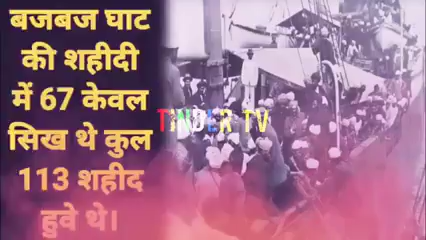 बजबज घाट
की शहीदी
में 67 केवल
सिख थे कुल
113 शहीद
हुवे थे।
TINDER TV